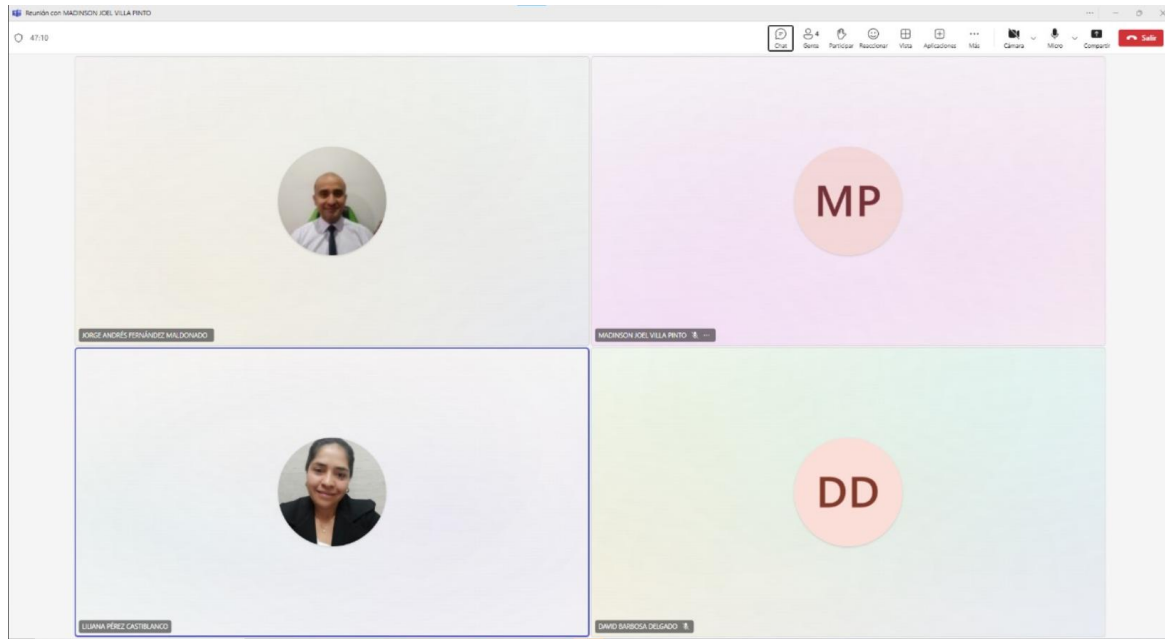 Reunión con MADINSON JOEL VILLA PINTO
47:10
Chat
4
Gente
Participar
Reaccionar
Vista
Aplicaciones
Más
Cámara
Micro
Compartir
Salir
MP
JORGE ANDRÉS FERNÁNDEZ MALDONADO
MADINSON JOEL VILLA PINTO
DD
LILIANA PÉREZ CASTIBLANCO
DAVID BARBOSA DELGADO